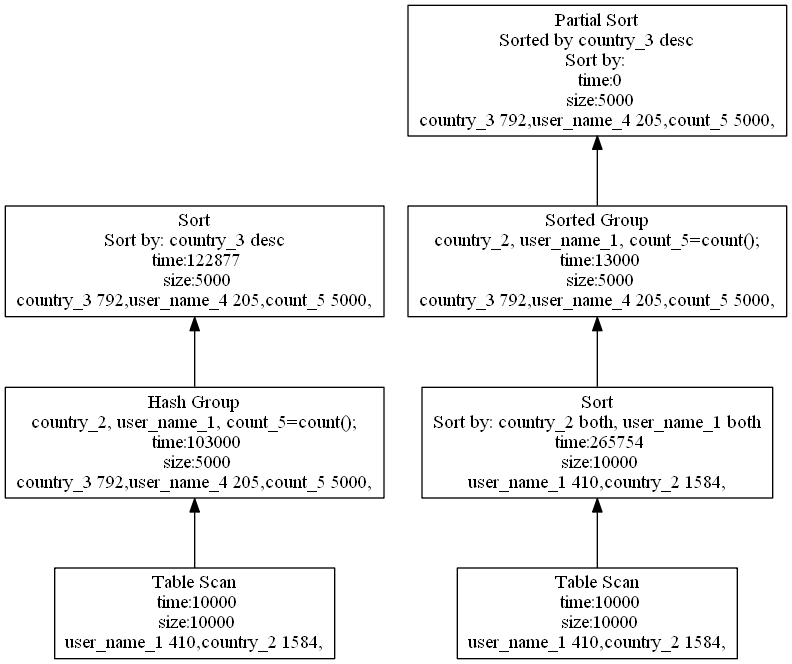 Partial Sort
Sorted by country_3 desc
Sort by:
time:0
size:5000
country_3 792,user_name_4 205,count_5 5000,
Sort
Sort by: country_3 desc
time:122877
size:5000
country_3 792,user_name_4 205,count_5 5000,
Sorted Group
country_2, user_name_1, count_5=count();
time:13000
size:5000
country_3 792,user_name_4 205,count_5 5000,
Hash Group
country_2, user_name_1, count_5=count();
time:103000
size:5000
country_3 792,user_name_4 205,count_5 5000,
Sort
Sort by: country_2 both, user_name_1 both
time:265754
size:10000
user_name_1 410,country_2 1584,
Table Scan
time:10000
size:10000
user_name_1 410,country_2 1584,
Table Scan
time:10000
size:10000
user_name_1 410,country_2 1584,